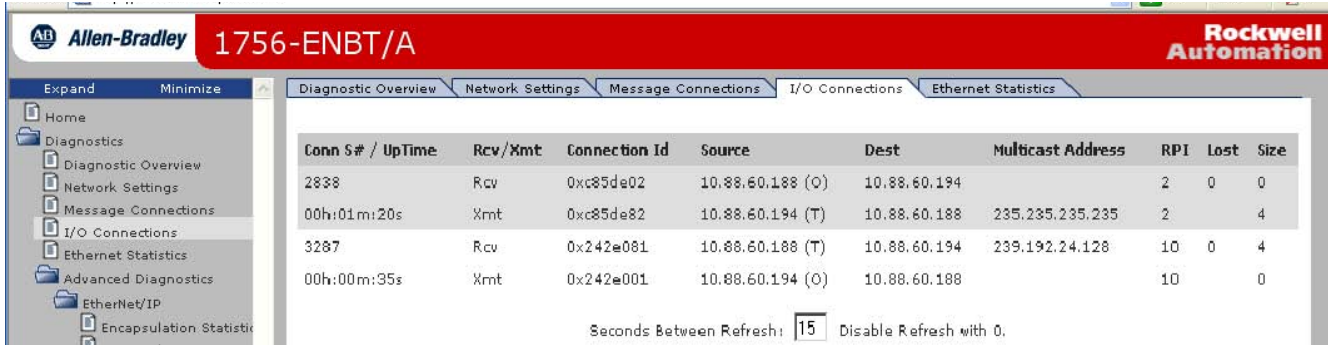 AB Allen-Bradley
1756-ENBT/A
Rockwell
Automation
Expand Minimize
Home
Diagnostics
Diagnostic Overview
Network Settings
Message Connections
I/O Connections
Ethernet Statistics
Advanced Diagnostics
EtherNet/IP
Encapsulation Statistic
Diagnostic Overview Network Settings Message Connections I/O Connections Ethernet Statistics
Conn S# / UpTime Rcv/Xmt Connection Id Source Dest Multicast Address RPI Lost Size
2838 Rcv 0xc85de02 10.88.60.188 (O) 10.88.60.194 2 0 0
00h:01m:20s Xmt 0xc85de82 10.88.60.194 (T) 10.88.60.188 235.235.235.235 2 4
3287 Rcv 0x242e081 10.88.60.188 (T) 10.88.60.194 239.192.24.128 10 0 4
00h:00m:35s Xmt 0x242e001 10.88.60.194 (O) 10.88.60.188 10 0
Seconds Between Refresh: 15 Disable Refresh with 0.